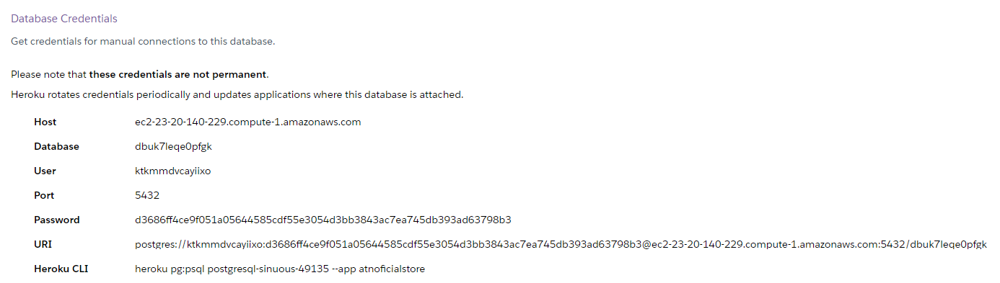 Database Credentials
Get credentials for manual connections to this database.
Please note that these credentials are not permanent.
Heroku rotates credentials periodically and updates applications where this database is attached.
Host ec2-23-20-140-229.compute-1.amazonaws.com
Database dbuk7leqe0pfgk
User ktkmmdvcayiixo
Port 5432
Password d3686ff4ce9f051a05644585cdf55e3054d3bb3843ac7ea745db393ad63798b3
URI postgres://ktkmmdvcayiixo:d3686ff4ce9f051a05644585cdf55e3054d3bb3843ac7ea745db393ad63798b3@ec2-23-20-140-229.compute-1.amazonaws.com:5432/dbuk7leqe0pfgk
Heroku CLI heroku pg:psql postgresql-sinuous-49135 --app atnoficialstore